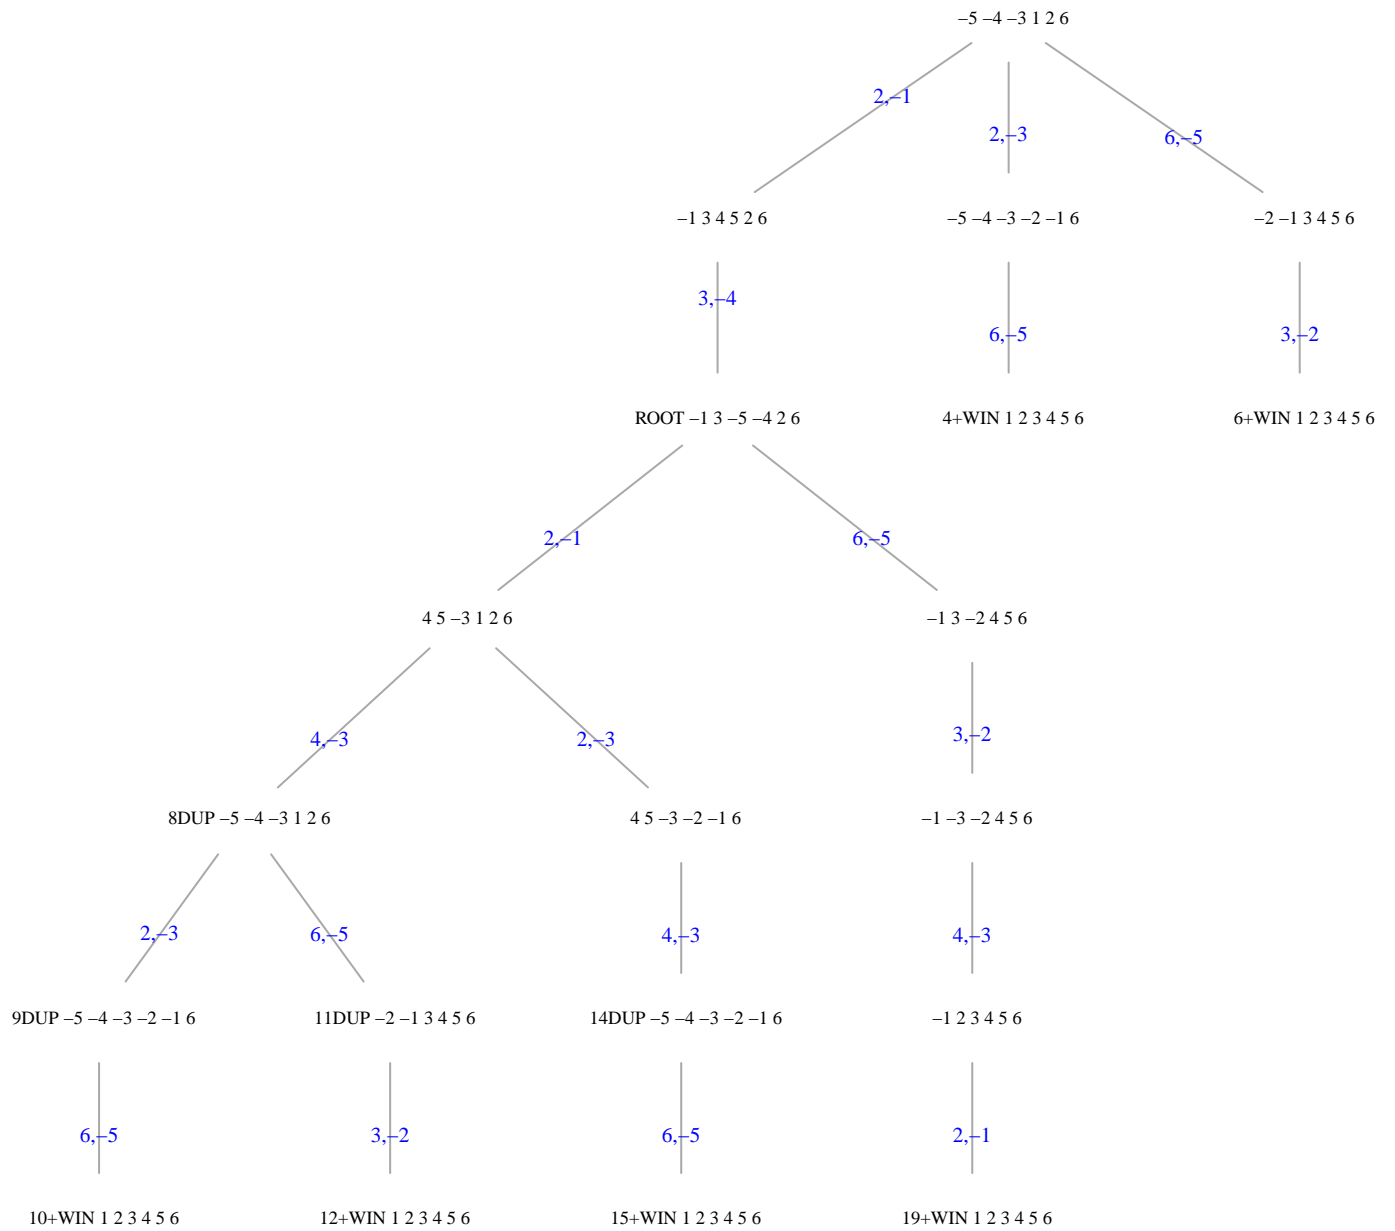 –5 –4 –3 1 2 6
2,–1
2,–3
6,–5
–1 3 4 5 2 6
–5 –4 –3 –2 –1 6
–2 –1 3 4 5 6
3,–4
6,–5
3,–2
ROOT –1 3 –5 –4 2 6
4+WIN 1 2 3 4 5 6
6+WIN 1 2 3 4 5 6
2,–1
6,–5
4 5 –3 1 2 6
–1 3 –2 4 5 6
4,–3
2,–3
3,–2
8DUP –5 –4 –3 1 2 6
4 5 –3 –2 –1 6
–1 –3 –2 4 5 6
2,–3
6,–5
4,–3
4,–3
9DUP –5 –4 –3 –2 –1 6
11DUP –2 –1 3 4 5 6
14DUP –5 –4 –3 –2 –1 6
–1 2 3 4 5 6
6,–5
3,–2
6,–5
2,–1
10+WIN 1 2 3 4 5 6
12+WIN 1 2 3 4 5 6
15+WIN 1 2 3 4 5 6
19+WIN 1 2 3 4 5 6